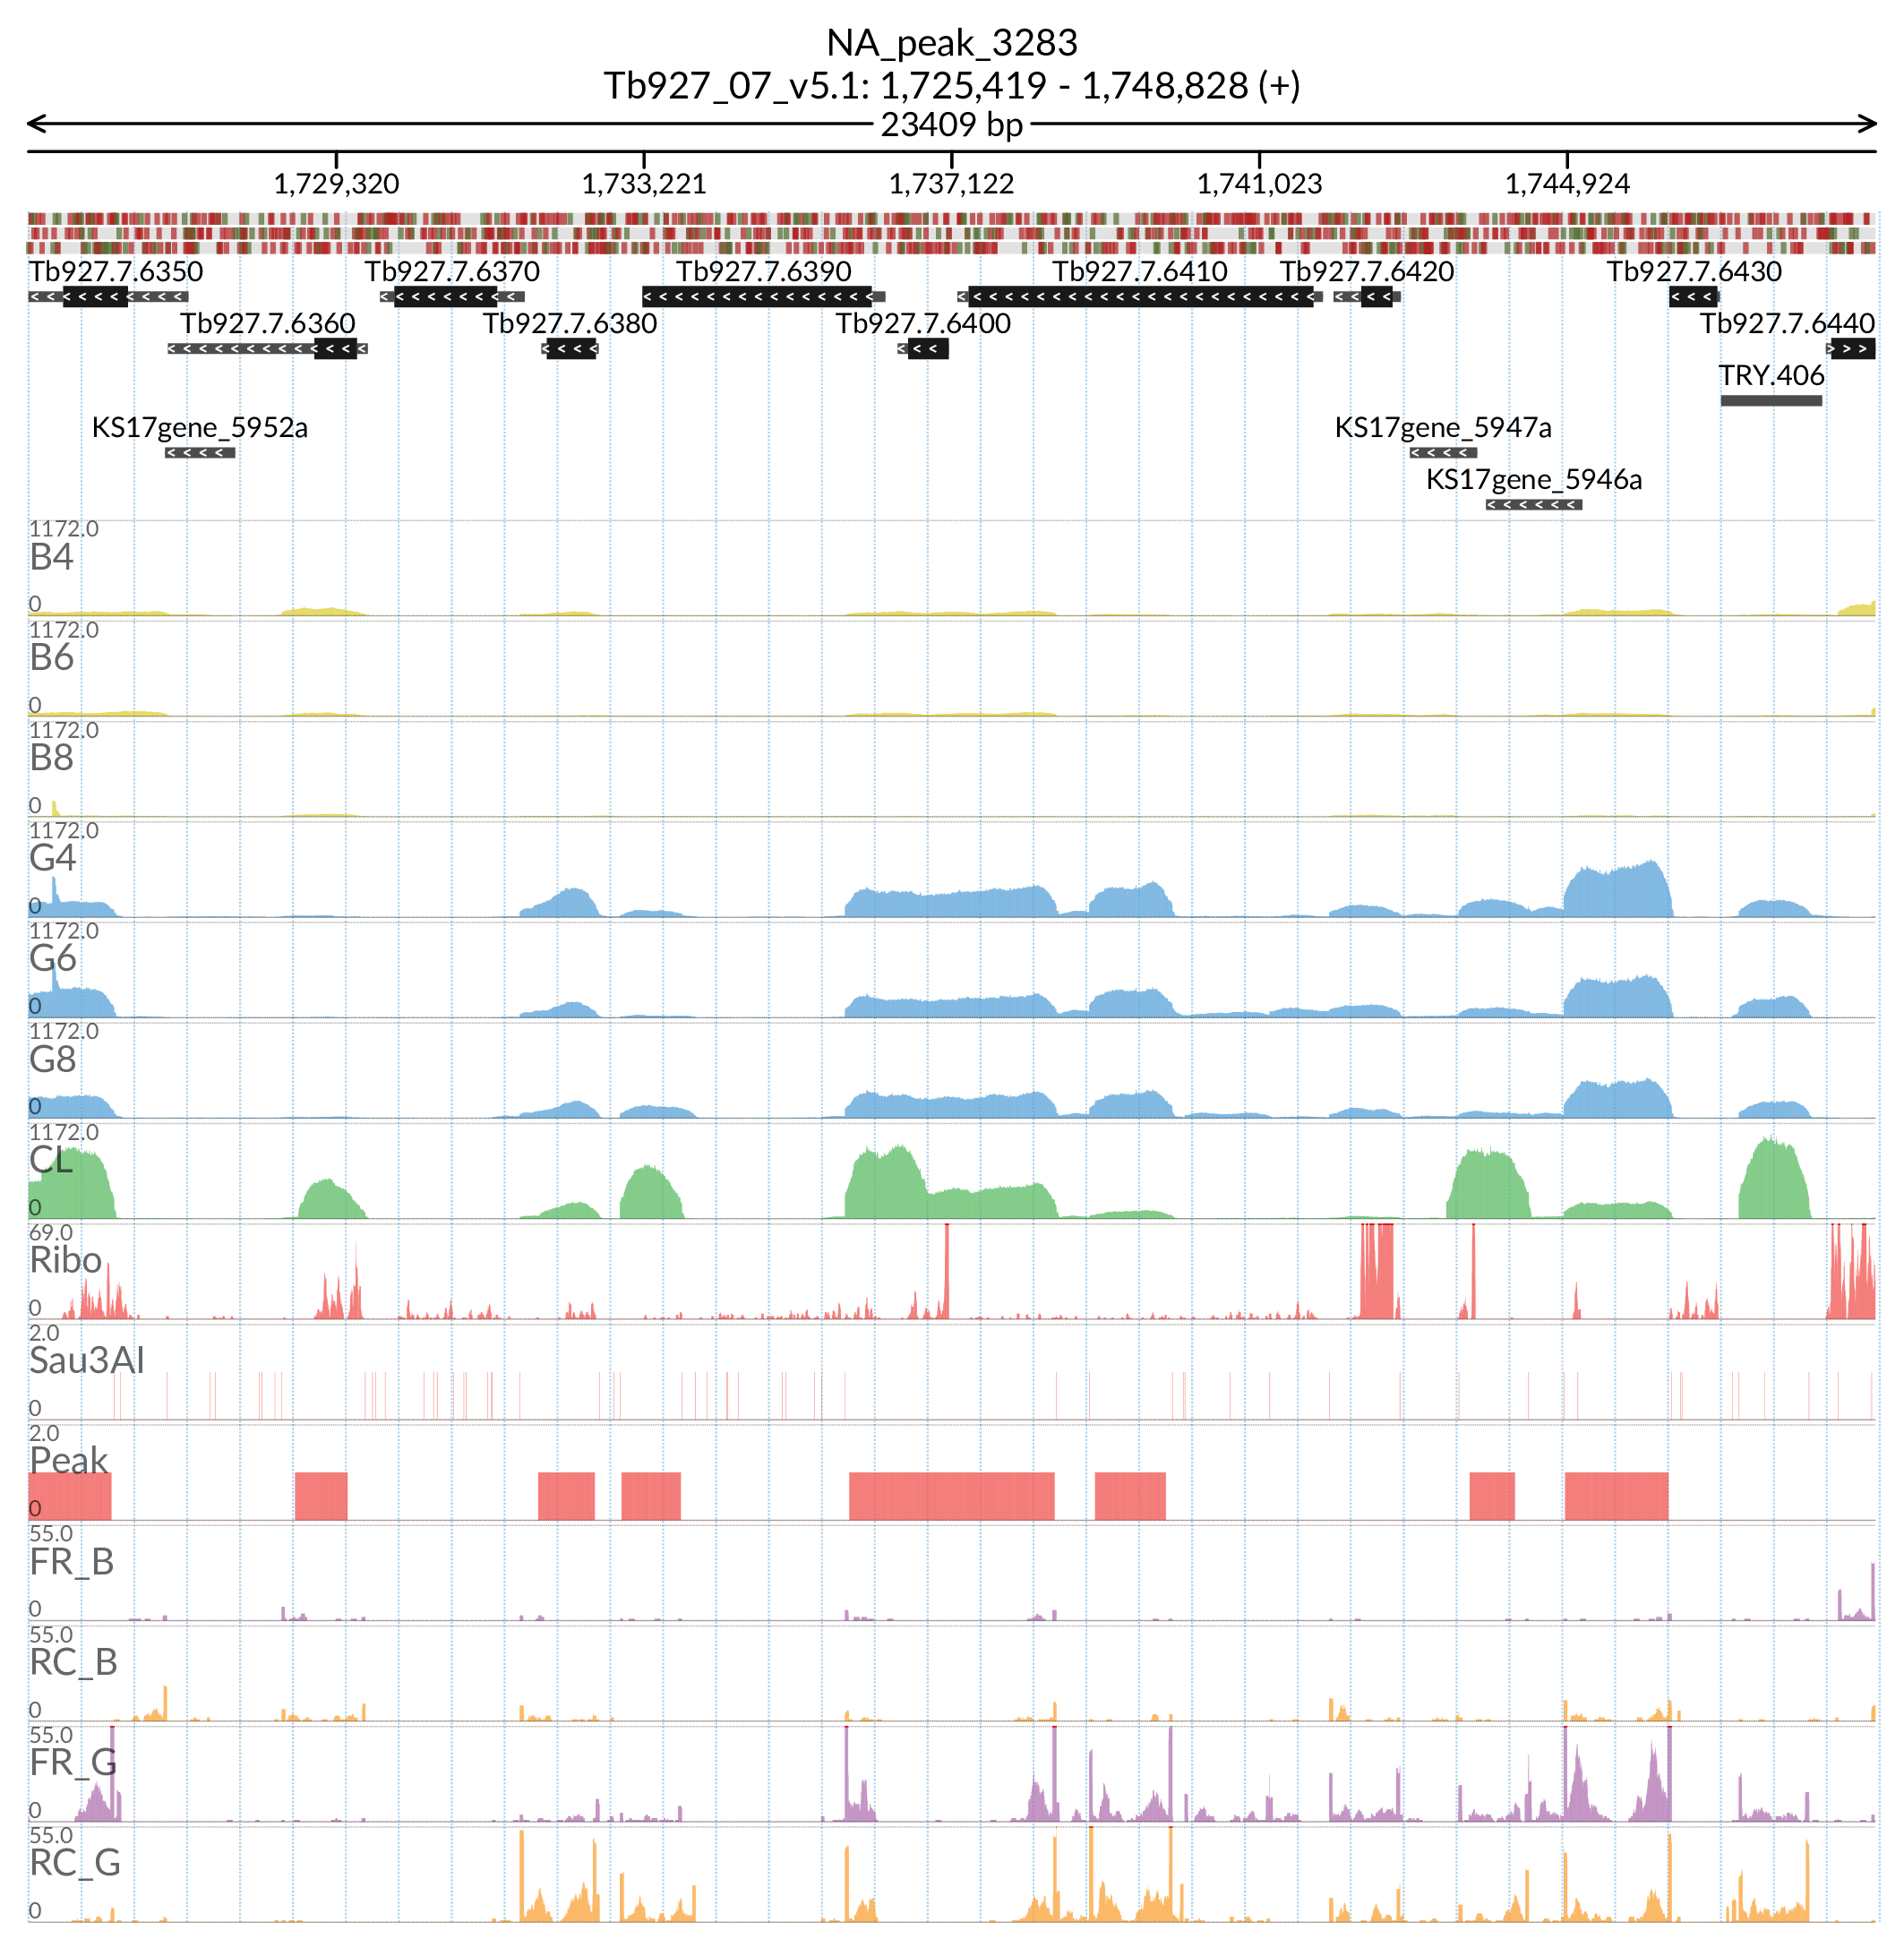 NA_peak_3283
Tb927_07_v5.1: 1,725,419 - 1,748,828 (+)
23409 bp
1,729,320 1,733,221 1,737,122 1,741,023 1,744,924
Tb927.7.6350 Tb927.7.6370 Tb927.7.6390 Tb927.7.6410 Tb927.7.6420 Tb927.7.6430
Tb927.7.6360 Tb927.7.6380 Tb927.7.6400 Tb927.7.6440
TRY.406
KS17gene_5952a KS17gene_5947a
KS17gene_5946a
1172.0
B4
0
1172.0
B6
0
1172.0
B8
0
1172.0
G4
0
1172.0
G6
0
1172.0
G8
0
1172.0
CL
0
69.0
Ribo
0
2.0
Sau3AI
0
2.0
Peak
0
55.0
FR_B
0
55.0
RC_B
0
55.0
FR_G
0
55.0
RC_G
0